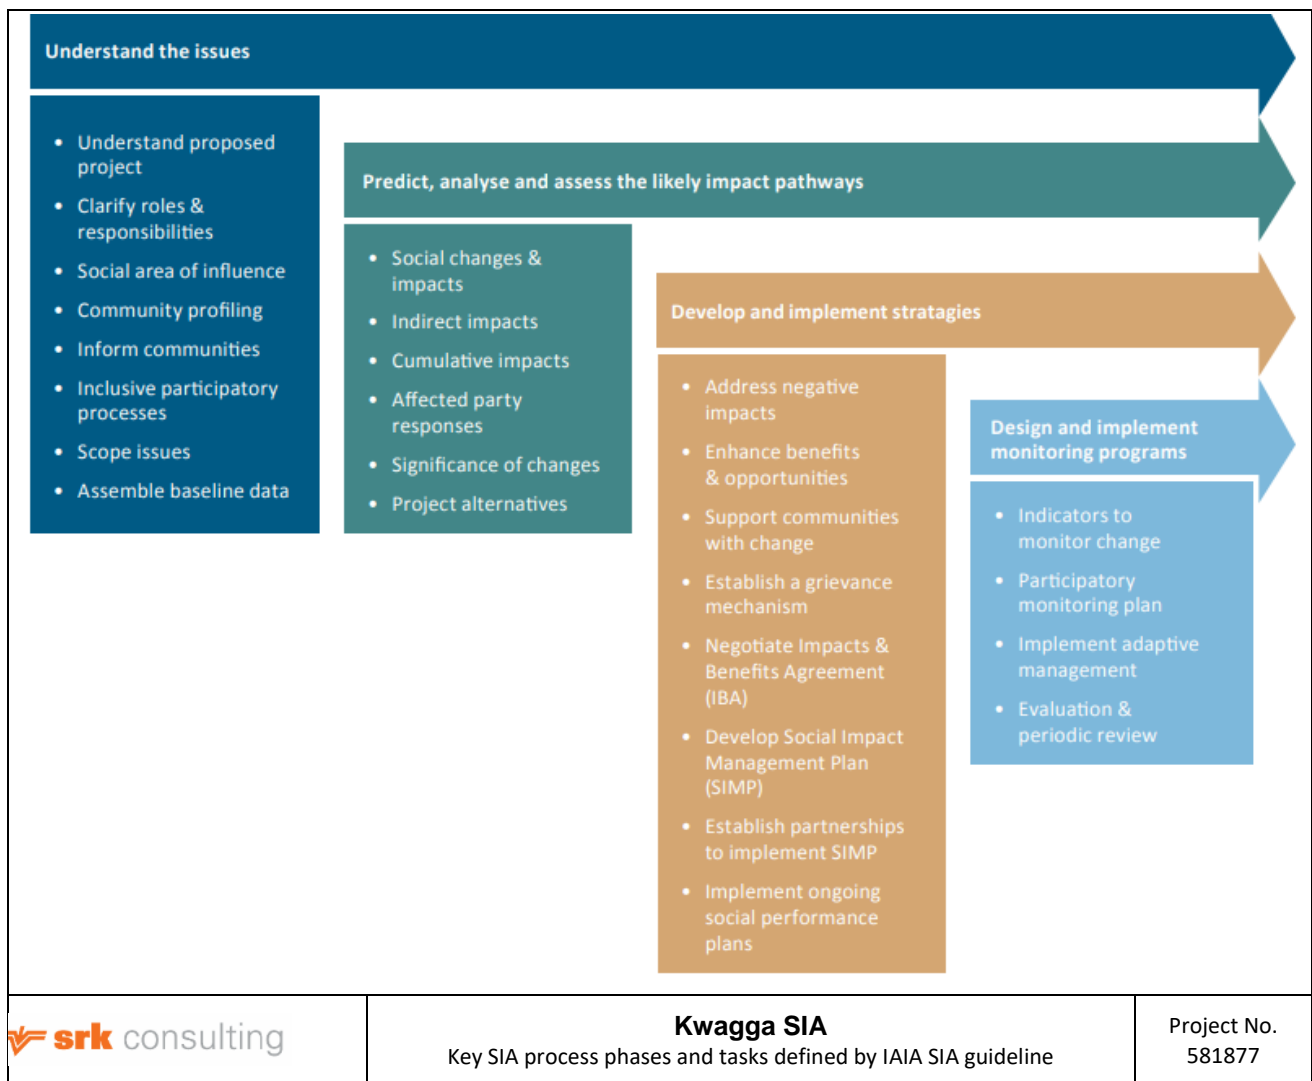 Understand the issues
• Understand proposed
project
• Clarify roles &
responsibilities
• Social area of influence
• Community profiling
• Inform communities
• Inclusive participatory
processes
• Scope issues
• Assemble baseline data
Predict, analyse and assess the likely impact pathways
• Social changes &
impacts
• Indirect impacts
• Cumulative impacts
• Affected party
responses
• Significance of changes
• Project alternatives
Develop and implement stratagies
• Address negative
impacts
• Enhance benefits
& opportunities
• Support communities
with change
• Establish a grievance
mechanism
• Negotiate Impacts &
Benefits Agreement
(IBA)
• Develop Social Impact
Management Plan
(SIMP)
• Establish partnerships
to implement SIMP
• Implement ongoing
social performance
plans
Design and implement
monitoring programs
• Indicators to
monitor change
• Participatory
monitoring plan
• Implement adaptive
management
• Evaluation &
periodic review
srk consulting
Kwagga SIA
Key SIA process phases and tasks defined by IAIA SIA guideline
Project No.
581877